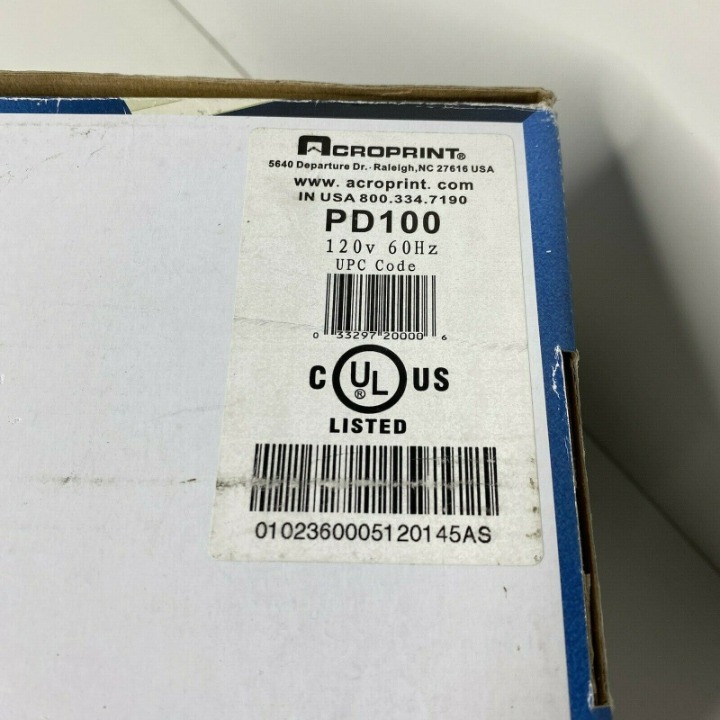 ACROPRINT®
5640 Departure Dr. · Raleigh, NC 27616 USA
www. acroprint. com
IN USA 800.334.7190
PD100
120v 60Hz
UPC Code
0 33297 20000 6
C UL ® US
LISTED
0102360005120145AS